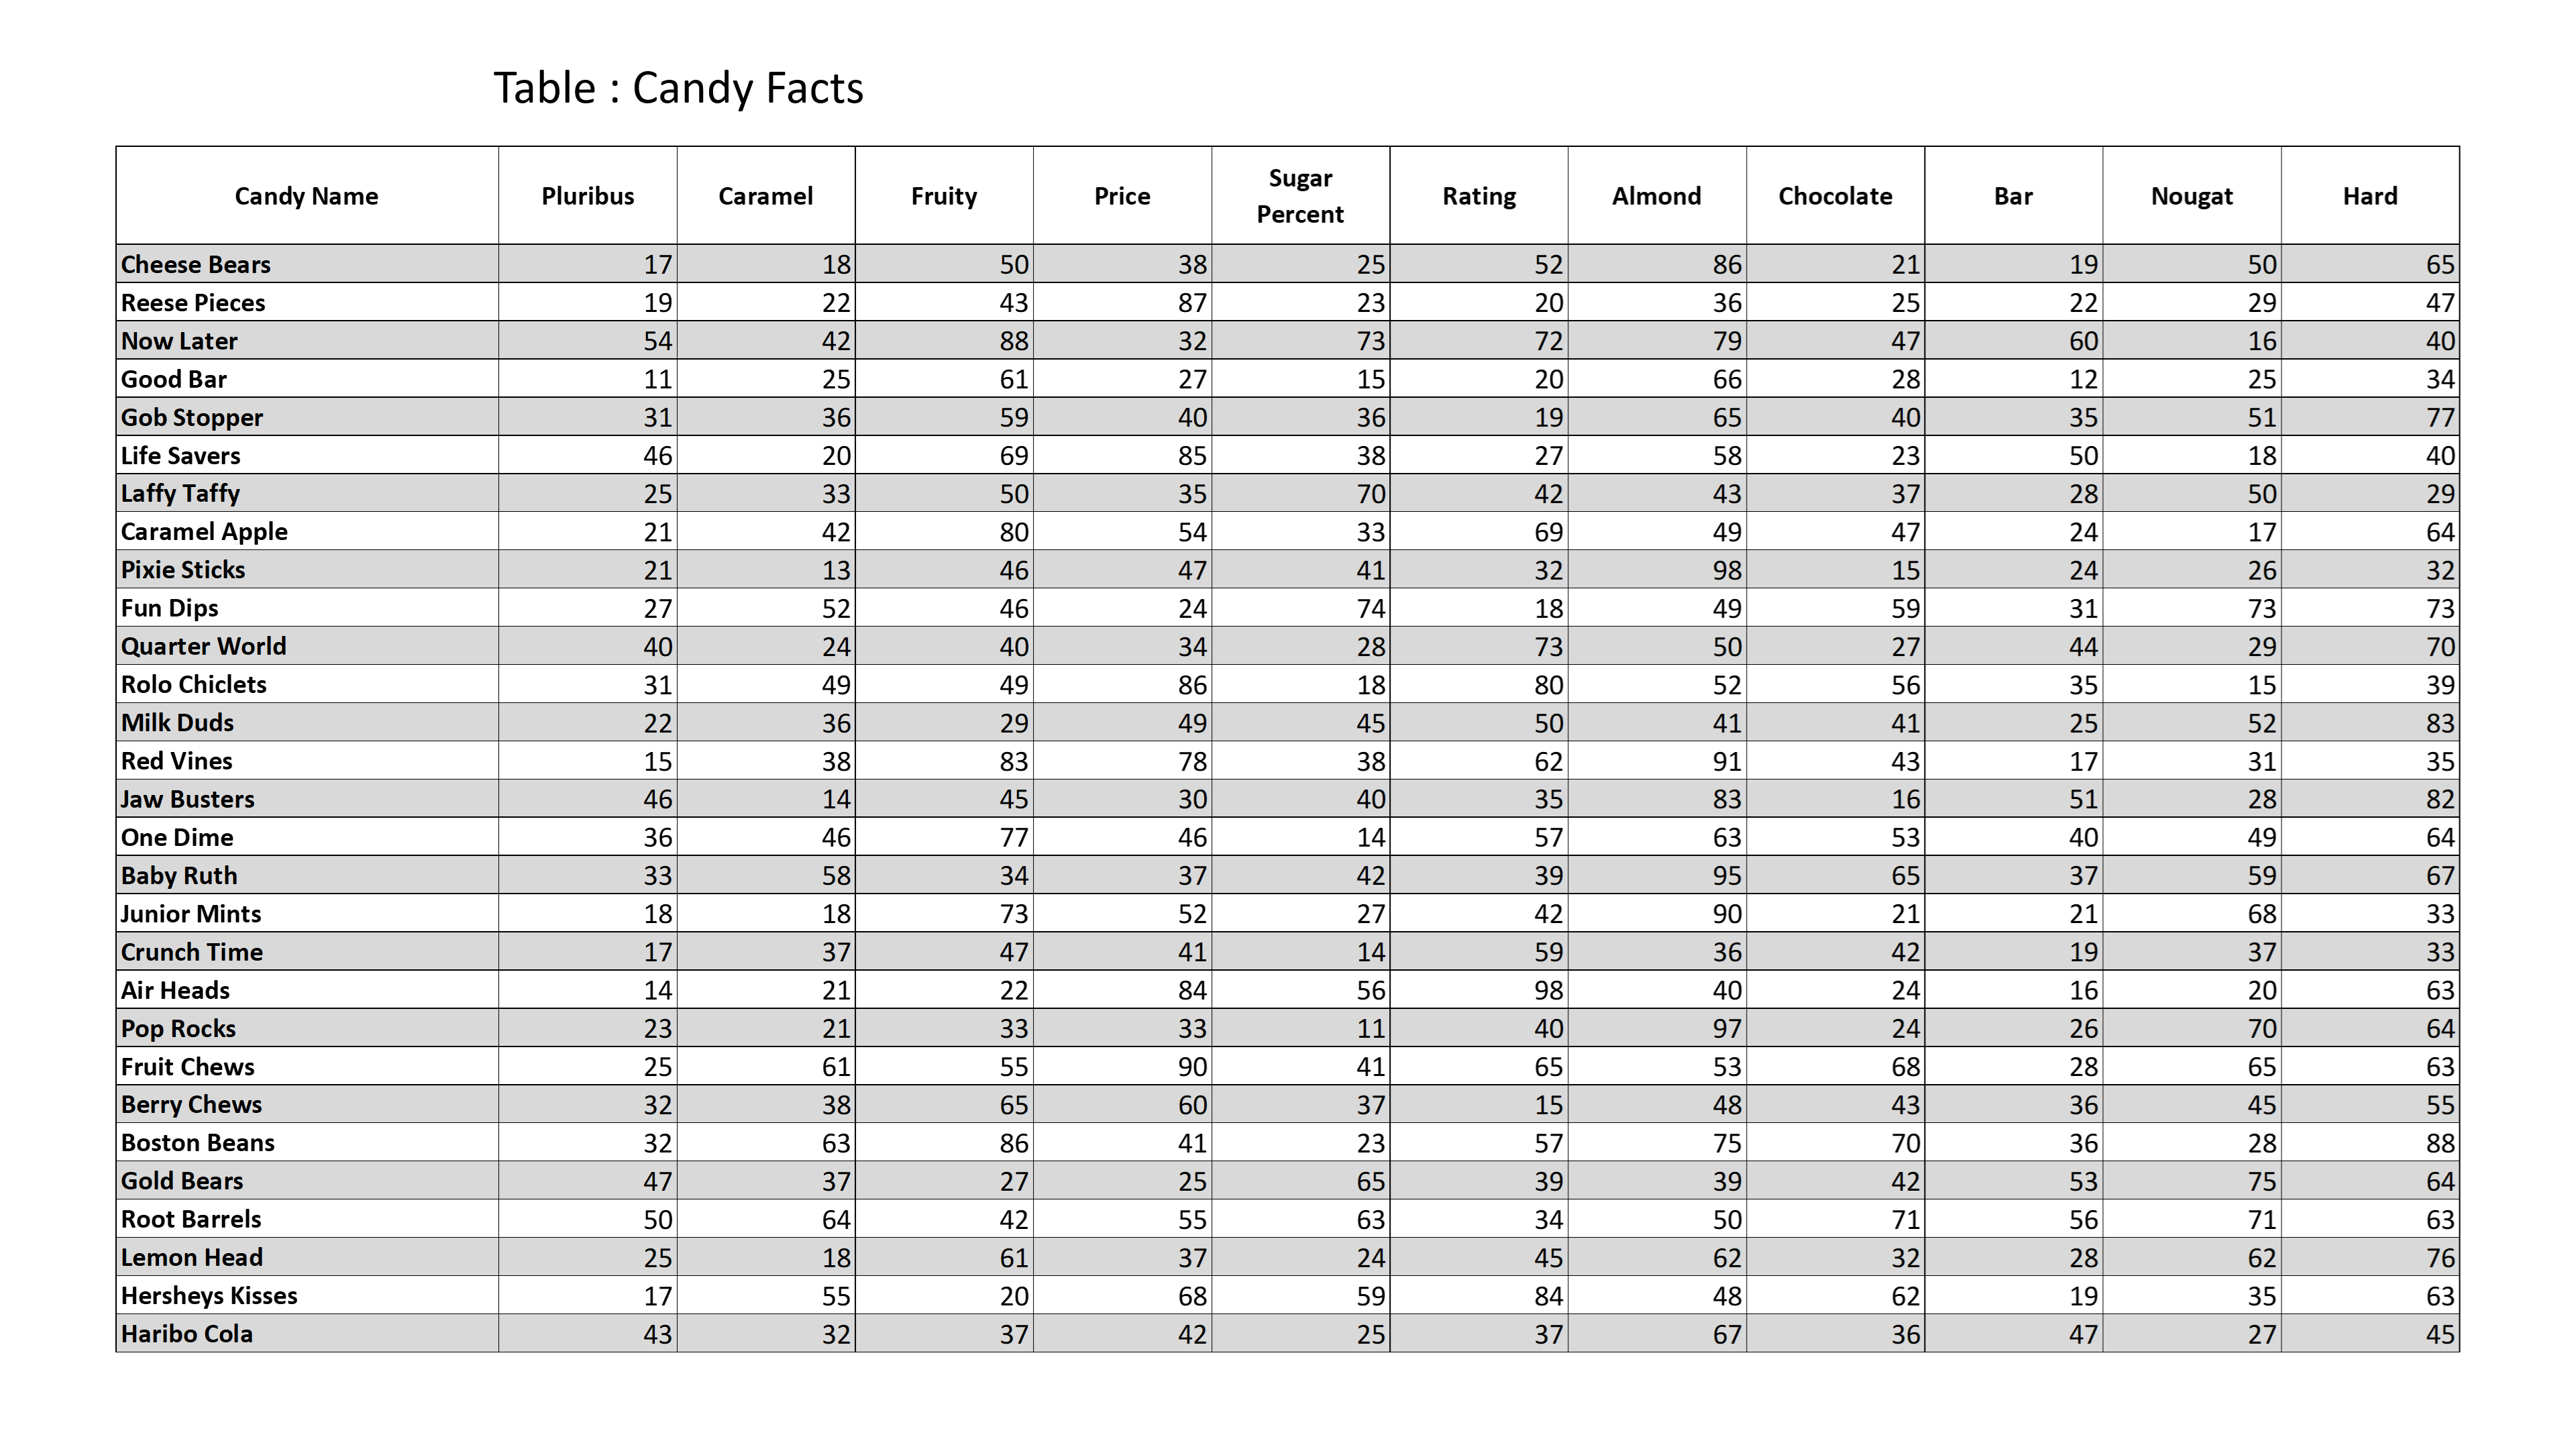 Table : Candy Facts
Candy Name Pluribus Caramel Fruity Price Sugar Percent Rating Almond Chocolate Bar Nougat Hard
Cheese Bears 17 18 50 38 25 52 86 21 19 50 65
Reese Pieces 19 22 43 87 23 20 36 25 22 29 47
Now Later 54 42 88 32 73 72 79 47 60 16 40
Good Bar 11 25 61 27 15 20 66 28 12 25 34
Gob Stopper 31 36 59 40 36 19 65 40 35 51 77
Life Savers 46 20 69 85 38 27 58 23 50 18 40
Laffy Taffy 25 33 50 35 70 42 43 37 28 50 29
Caramel Apple 21 42 80 54 33 69 49 47 24 17 64
Pixie Sticks 21 13 46 47 41 32 98 15 24 26 32
Fun Dips 27 52 46 24 74 18 49 59 31 73 73
Quarter World 40 24 40 34 28 73 50 27 44 29 70
Rolo Chiclets 31 49 49 86 18 80 52 56 35 15 39
Milk Duds 22 36 29 49 45 50 41 41 25 52 83
Red Vines 15 38 83 78 38 62 91 43 17 31 35
Jaw Busters 46 14 45 30 40 35 83 16 51 28 82
One Dime 36 46 77 46 14 57 63 53 40 49 64
Baby Ruth 33 58 34 37 42 39 95 65 37 59 67
Junior Mints 18 18 73 52 27 42 90 21 21 68 33
Crunch Time 17 37 47 41 14 59 36 42 19 37 33
Air Heads 14 21 22 84 56 98 40 24 16 20 63
Pop Rocks 23 21 33 33 11 40 97 24 26 70 64
Fruit Chews 25 61 55 90 41 65 53 68 28 65 63
Berry Chews 32 38 65 60 37 15 48 43 36 45 55
Boston Beans 32 63 86 41 23 57 75 70 36 28 88
Gold Bears 47 37 27 25 65 39 39 42 53 75 64
Root Barrels 50 64 42 55 63 34 50 71 56 71 63
Lemon Head 25 18 61 37 24 45 62 32 28 62 76
Hersheys Kisses 17 55 20 68 59 84 48 62 19 35 63
Haribo Cola 43 32 37 42 25 37 67 36 47 27 45